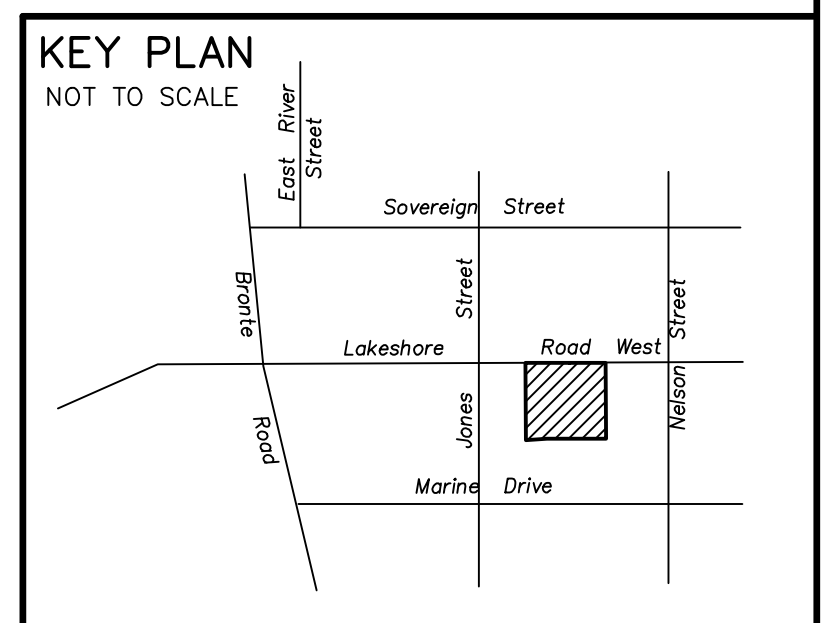 KEY PLAN
NOT TO SCALE
East River
Street
Sovereign Street
Bronte
Road
Street
Jones
Street
Nelson
Lakeshore Road West
Marine Drive